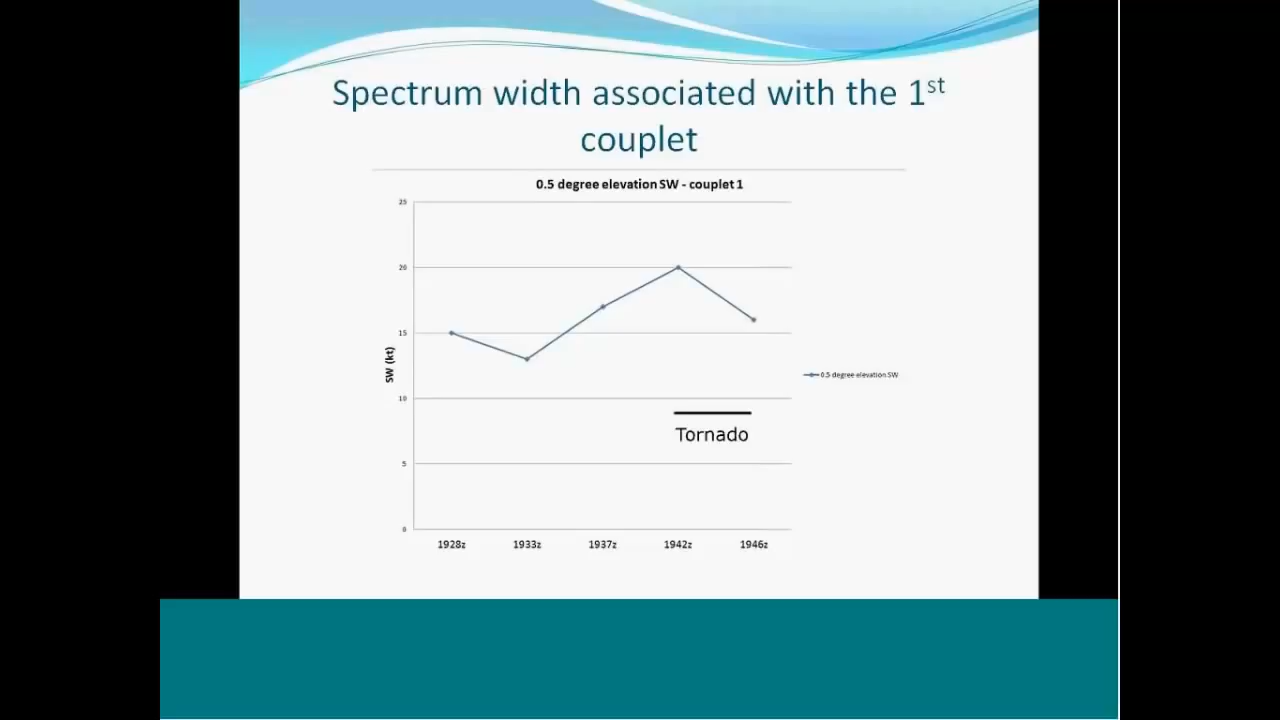 Spectrum width associated with the 1st
couplet
0.5 degree elevation SW - couplet 1
25
20
15
10
5
0
SW (kt)
Tornado
0.5 degree elevation SW
1928z 1933z 1937z 1942z 1946z